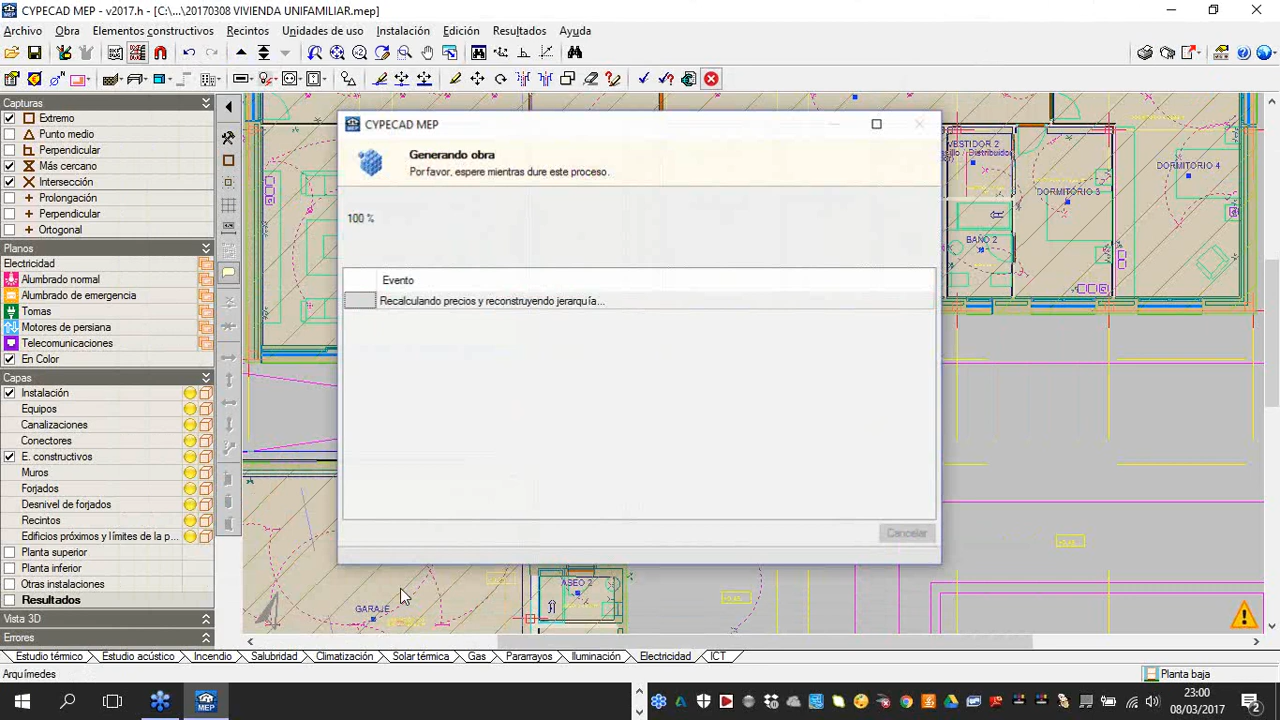 CYPECAD MEP - v2017.h - [C:\...\20170308 VIVIENDA UNIFAMILIAR.mep]
Archivo Obra Elementos constructivos Recintos Unidades de uso Instalación Edición Resultados Ayuda
Capturas
Extremo
Punto medio
Perpendicular
Más cercano
Intersección
Prolongación
Perpendicular
Ortogonal
Planos
Electricidad
Alumbrado normal
Alumbrado de emergencia
Tomas
Motores de persiana
Telecomunicaciones
En Color
Capas
Instalación
Equipos
Canalizaciones
Conectores
E. constructivos
Muros
Forjados
Desnivel de forjados
Recintos
Edificios próximos y límites de la p...
Planta superior
Planta inferior
Otras instalaciones
Resultados
Vista 3D
Errores
CYPECAD MEP
Generando obra
Por favor, espere mientras dure este proceso.
100 %
Evento
Recalculando precios y reconstruyendo jerarquía...
Cancelar
VESTIDOR 2
DORMITORIO 3
DORMITORIO 4
BAÑO 2
GARAJE
ASEO 2
Estudio térmico Estudio acústico Incendio Salubridad Climatización Solar térmica Gas Pararrayos Iluminación Electricidad ICT
Arquímedes
Planta baja
23:00
08/03/2017
2